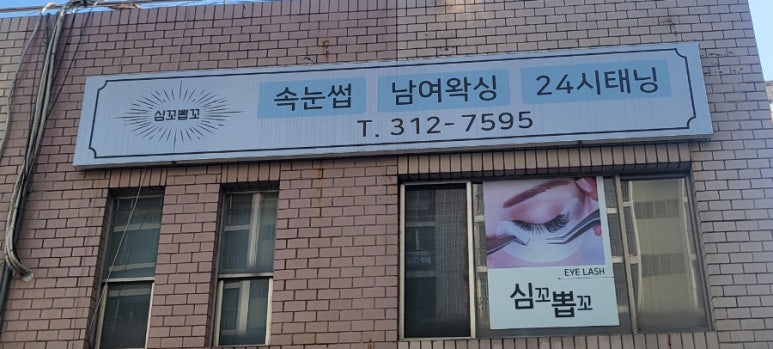 심꼬뽑꼬
속눈썹 남여왁싱 24시태닝
T. 312-7595
EYE LASH
심꼬뽑꼬